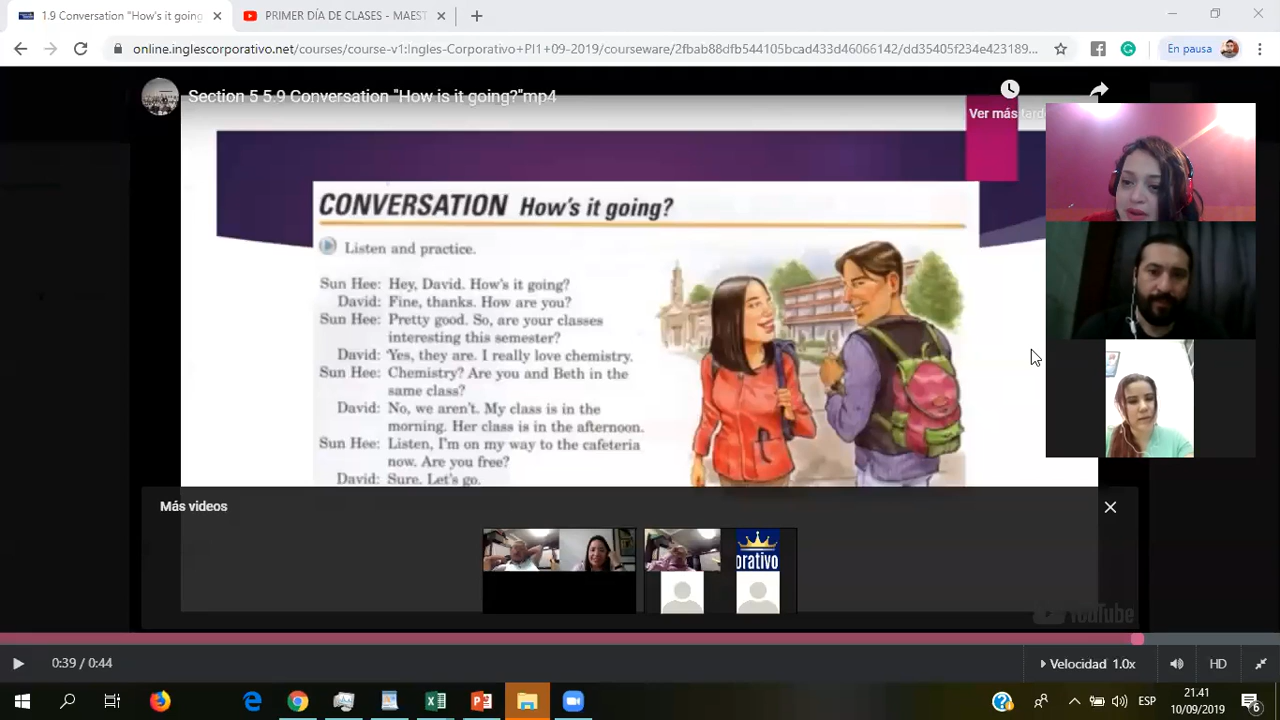 1.9 Conversation "How's it going
PRIMER DÍA DE CLASES - MAEST
online.inglescorporativo.net/courses/course-v1:Ingles-Corporativo+PI1+09-2019/courseware/2fbab88dfb544105bcad433d46066142/dd35405f234e423189...
En pausa
Section 5 5.9 Conversation "How is it going?"mp4
Ver más tarde
CONVERSATION How's it going?
Listen and practice.
Sun Hee: Hey, David. How's it going?
David: Fine, thanks. How are you?
Sun Hee: Pretty good. So, are your classes
interesting this semester?
David: Yes, they are. I really love chemistry.
Sun Hee: Chemistry? Are you and Beth in the
same class?
David: No, we aren't. My class is in the
morning. Her class is in the afternoon.
Sun Hee: Listen, I'm on my way to the cafeteria
now. Are you free?
David: Sure. Let's go.
Más videos
orativo
YouTube
0:39 / 0:44
Velocidad 1.0x
HD
ESP
21.41
10/09/2019
6